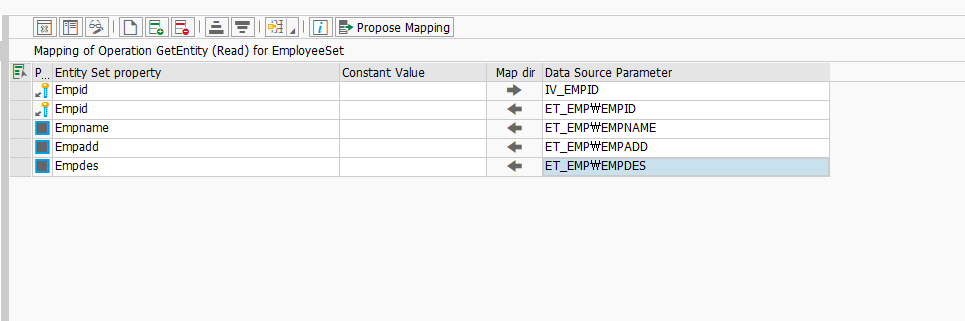 Propose Mapping
Mapping of Operation GetEntity (Read) for EmployeeSet
P... Entity Set property Constant Value Map dir Data Source Parameter
Empid IV_EMPID
Empid ET_EMP₩EMPID
Empname ET_EMP₩EMPNAME
Empadd ET_EMP₩EMPADD
Empdes ET_EMP₩EMPDES